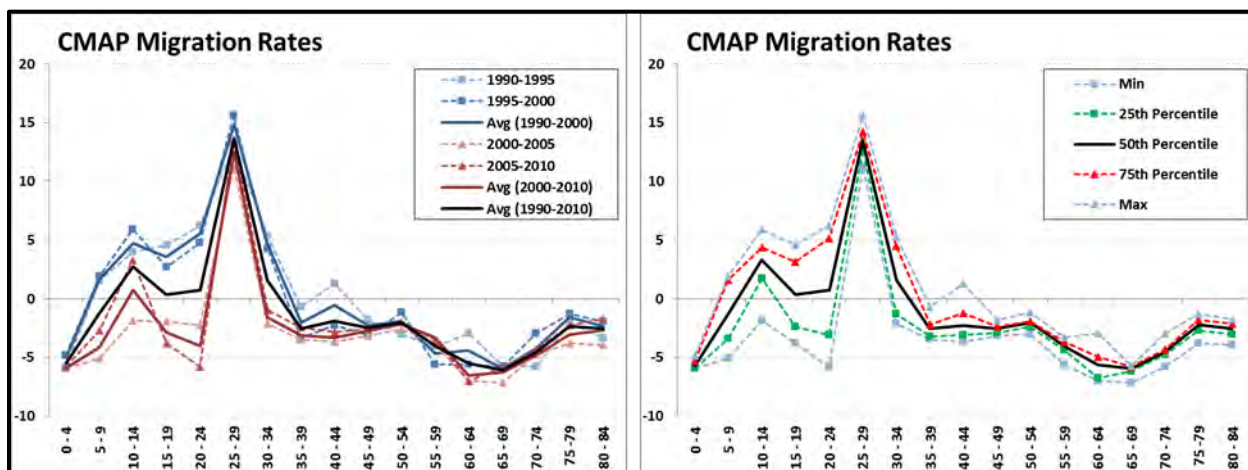 CMAP Migration Rates
20
15
10
5
0
-5
-10
1990-1995
1995-2000
Avg (1990-2000)
2000-2005
2005-2010
Avg (2000-2010)
Avg (1990-2010)
0 - 4
5 - 9
10 - 14
15 - 19
20 - 24
25 - 29
30 - 34
35 - 39
40 - 44
45 - 49
50 - 54
55 - 59
60 - 64
65 - 69
70 - 74
75 -79
80 -84
CMAP Migration Rates
20
15
10
5
0
-5
-10
Min
25th Percentile
50th Percentile
75th Percentile
Max
0 - 4
5 - 9
10 - 14
15 - 19
20 - 24
25 - 29
30 - 34
35 - 39
40 - 44
45 - 49
50 - 54
55 - 59
60 - 64
65 - 69
70 - 74
75 -79
80 -84